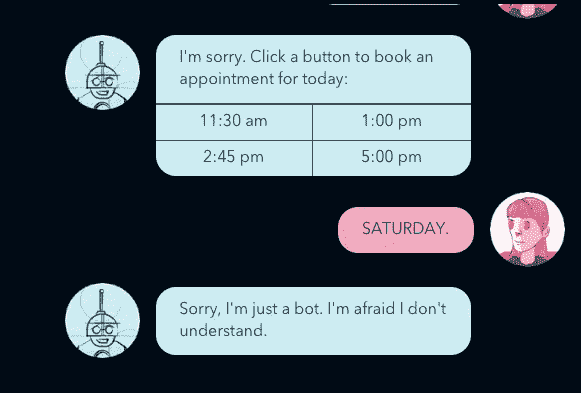 I'm sorry. Click a button to book an
appointment for today:
11:30 am 1:00 pm
2:45 pm 5:00 pm
SATURDAY.
Sorry, I'm just a bot. I'm afraid I don't
understand.